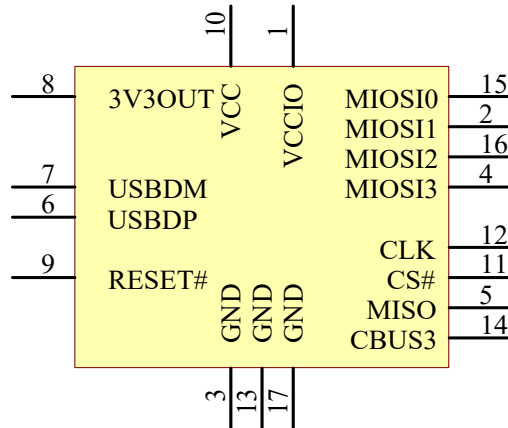 10 1
8 3V3OUT VCC VCCIO MIOSI0 15
MIOSI1 2
MIOSI2 16
7 USBDM MIOSI3 4
6 USBDP
CLK 12
9 RESET# CS# 11
GND GND GND MISO 5
CBUS3 14
3 13 17